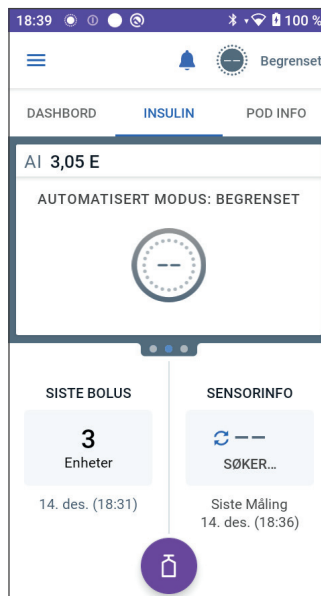 18:39 100 %
Begrenset
DASHBORD INSULIN POD INFO
AI 3,05 E
AUTOMATISERT MODUS: BEGRENSET
--
SISTE BOLUS SENSORINFO
3 --
Enheter SØKER...
14. des. (18:31) Siste Måling
14. des. (18:36)